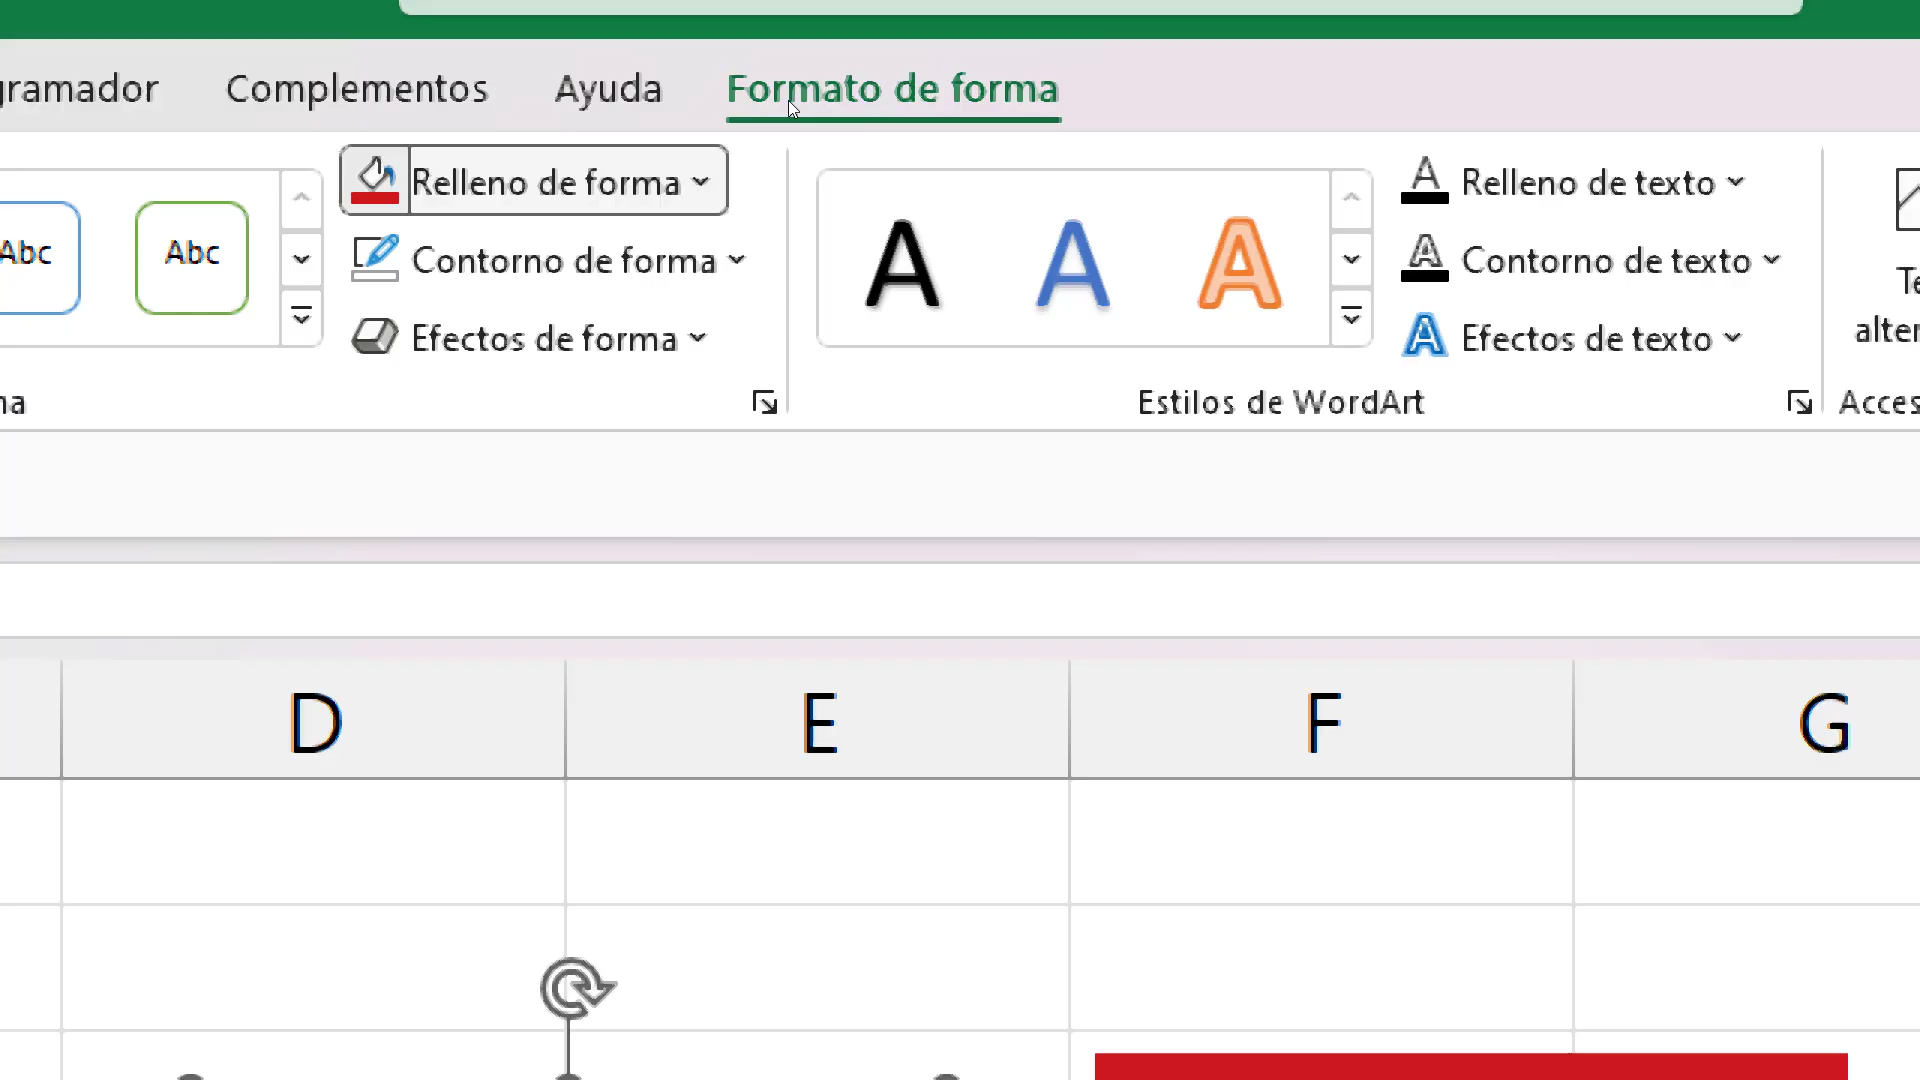 gramador Complementos Ayuda Formato de forma
Abc Abc Relleno de forma
Contorno de forma
Efectos de forma
A A A
Relleno de texto
Contorno de texto
Efectos de texto
Estilos de WordArt
D E F G